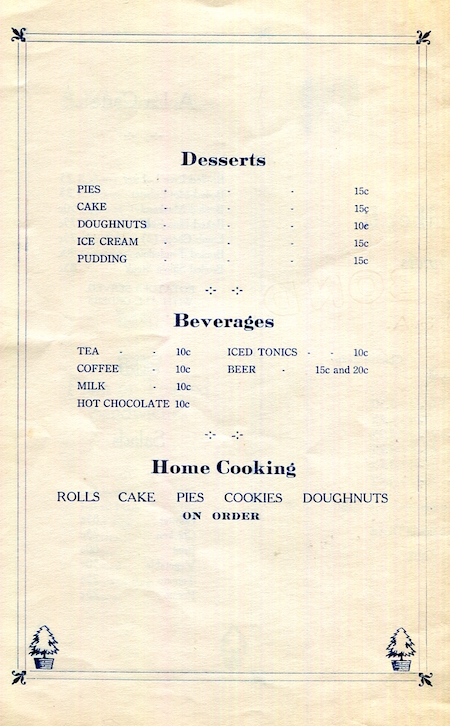 Desserts
PIES - - - 15c
CAKE - - - 15c
DOUGHNUTS - - - 10c
ICE CREAM - - - 15c
PUDDING - - - 15c
Beverages
TEA - - 10c ICED TONICS - - 10c
COFFEE - 10c BEER - 15c and 20c
MILK - 10c
HOT CHOCOLATE 10c
Home Cooking
ROLLS CAKE PIES COOKIES DOUGHNUTS
ON ORDER